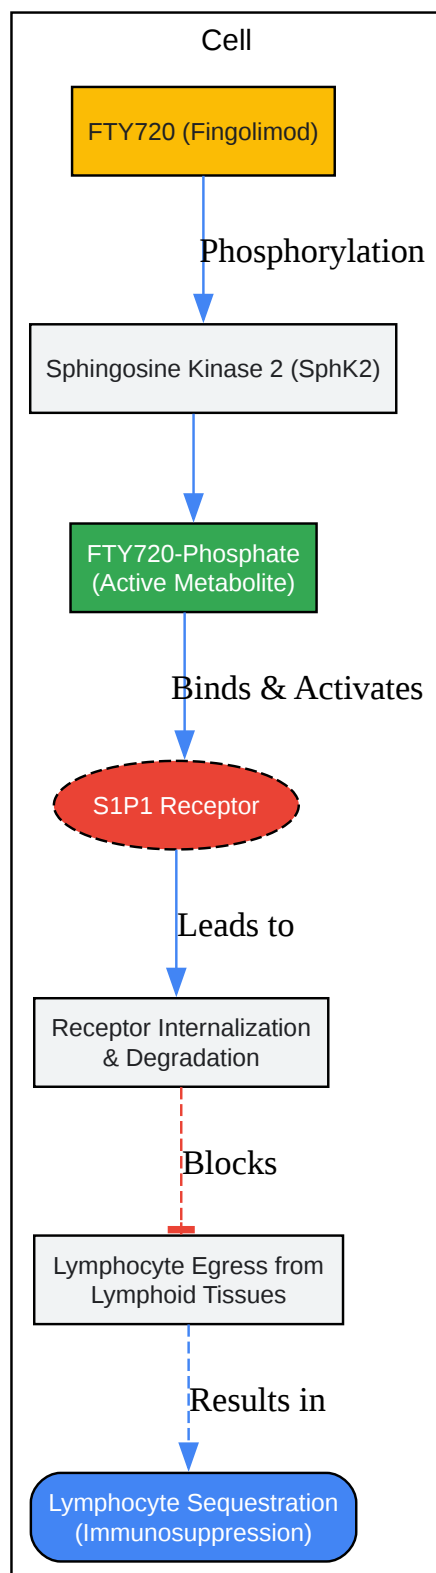 Cell
FTY720 (Fingolimod)
Phosphorylation
Sphingosine Kinase 2 (SphK2)
FTY720-Phosphate
(Active Metabolite)
Binds & Activates
S1P1 Receptor
Leads to
Receptor Internalization
& Degradation
Blocks
Lymphocyte Egress from
Lymphoid Tissues
Results in
Lymphocyte Sequestration
(Immunosuppression)